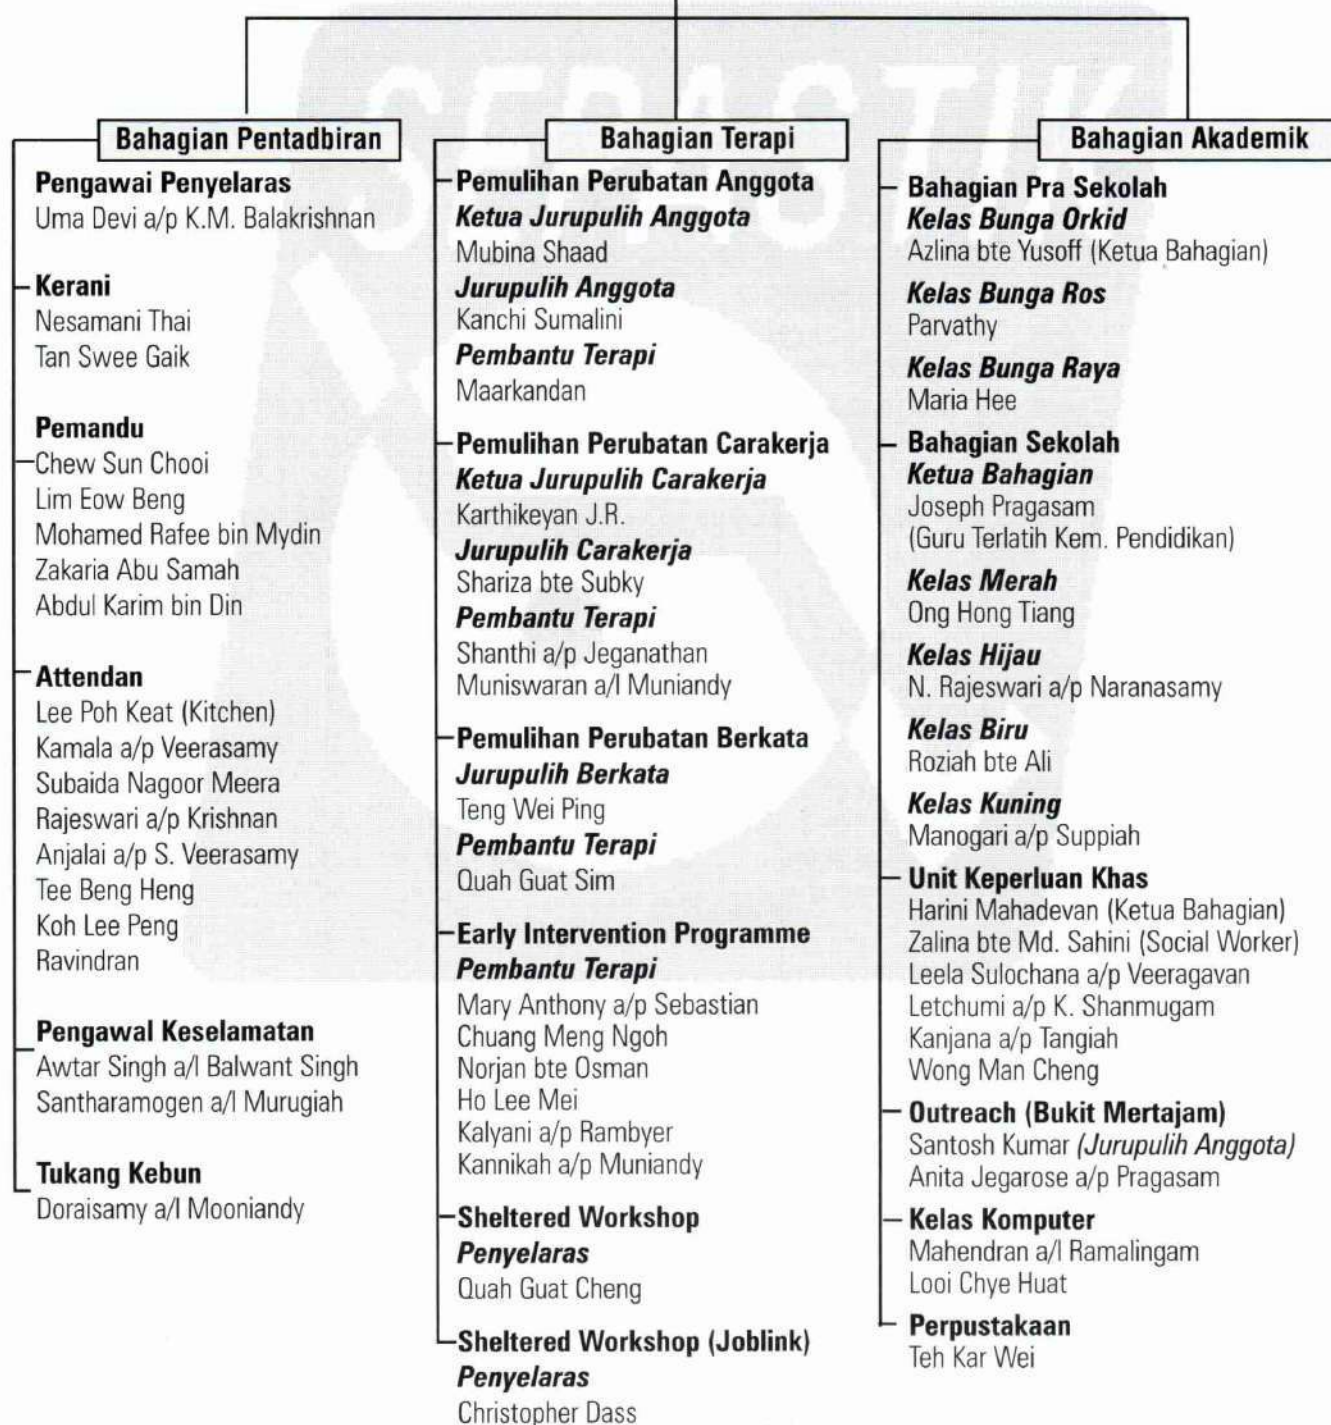 SEPASTIK
Bahagian Pentadbiran
Pengawai Penyelaras
Uma Devi a/p K.M. Balakrishnan
Kerani
Nesamani Thai
Tan Swee Gaik
Pemandu
Chew Sun Chooi
Lim Eow Beng
Mohamed Rafee bin Mydin
Zakaria Abu Samah
Abdul Karim bin Din
Attendan
Lee Poh Keat (Kitchen)
Kamala a/p Veerasamy
Subaida Nagoor Meera
Rajeswari a/p Krishnan
Anjalai a/p S. Veerasamy
Tee Beng Heng
Koh Lee Peng
Ravindran
Pengawal Keselamatan
Awtar Singh a/l Balwant Singh
Santharamogen a/l Murugiah
Tukang Kebun
Doraisamy a/l Mooniandy
Bahagian Terapi
Pemulihan Perubatan Anggota
Ketua Jurupulih Anggota
Mubina Shaad
Jurupulih Anggota
Kanchi Sumalini
Pembantu Terapi
Maarkandan
Pemulihan Perubatan Carakerja
Ketua Jurupulih Carakerja
Karthikeyan J.R.
Jurupulih Carakerja
Shariza bte Subky
Pembantu Terapi
Shanthi a/p Jeganathan
Muniswaran a/l Muniandy
Pemulihan Perubatan Berkata
Jurupulih Berkata
Teng Wei Ping
Pembantu Terapi
Quah Guat Sim
Early Intervention Programme
Pembantu Terapi
Mary Anthony a/p Sebastian
Chuang Meng Ngoh
Norjan bte Osman
Ho Lee Mei
Kalyani a/p Rambyer
Kannikah a/p Muniandy
Sheltered Workshop
Penyelaras
Quah Guat Cheng
Sheltered Workshop (Joblink)
Penyelaras
Christopher Dass
Bahagian Akademik
Bahagian Pra Sekolah
Kelas Bunga Orkid
Azlina bte Yusoff (Ketua Bahagian)
Kelas Bunga Ros
Parvathy
Kelas Bunga Raya
Maria Hee
Bahagian Sekolah
Ketua Bahagian
Joseph Pragasam
(Guru Terlatih Kem. Pendidikan)
Kelas Merah
Ong Hong Tiang
Kelas Hijau
N. Rajeswari a/p Naranasamy
Kelas Biru
Roziah bte Ali
Kelas Kuning
Manogari a/p Suppiah
Unit Keperluan Khas
Harini Mahadevan (Ketua Bahagian)
Zalina bte Md. Sahini (Social Worker)
Leela Sulochana a/p Veeragavan
Letchumi a/p K. Shanmugam
Kanjana a/p Tangiah
Wong Man Cheng
Outreach (Bukit Mertajam)
Santosh Kumar (Jurupulih Anggota)
Anita Jegarose a/p Pragasam
Kelas Komputer
Mahendran a/l Ramalingam
Looi Chye Huat
Perpustakaan
Teh Kar Wei